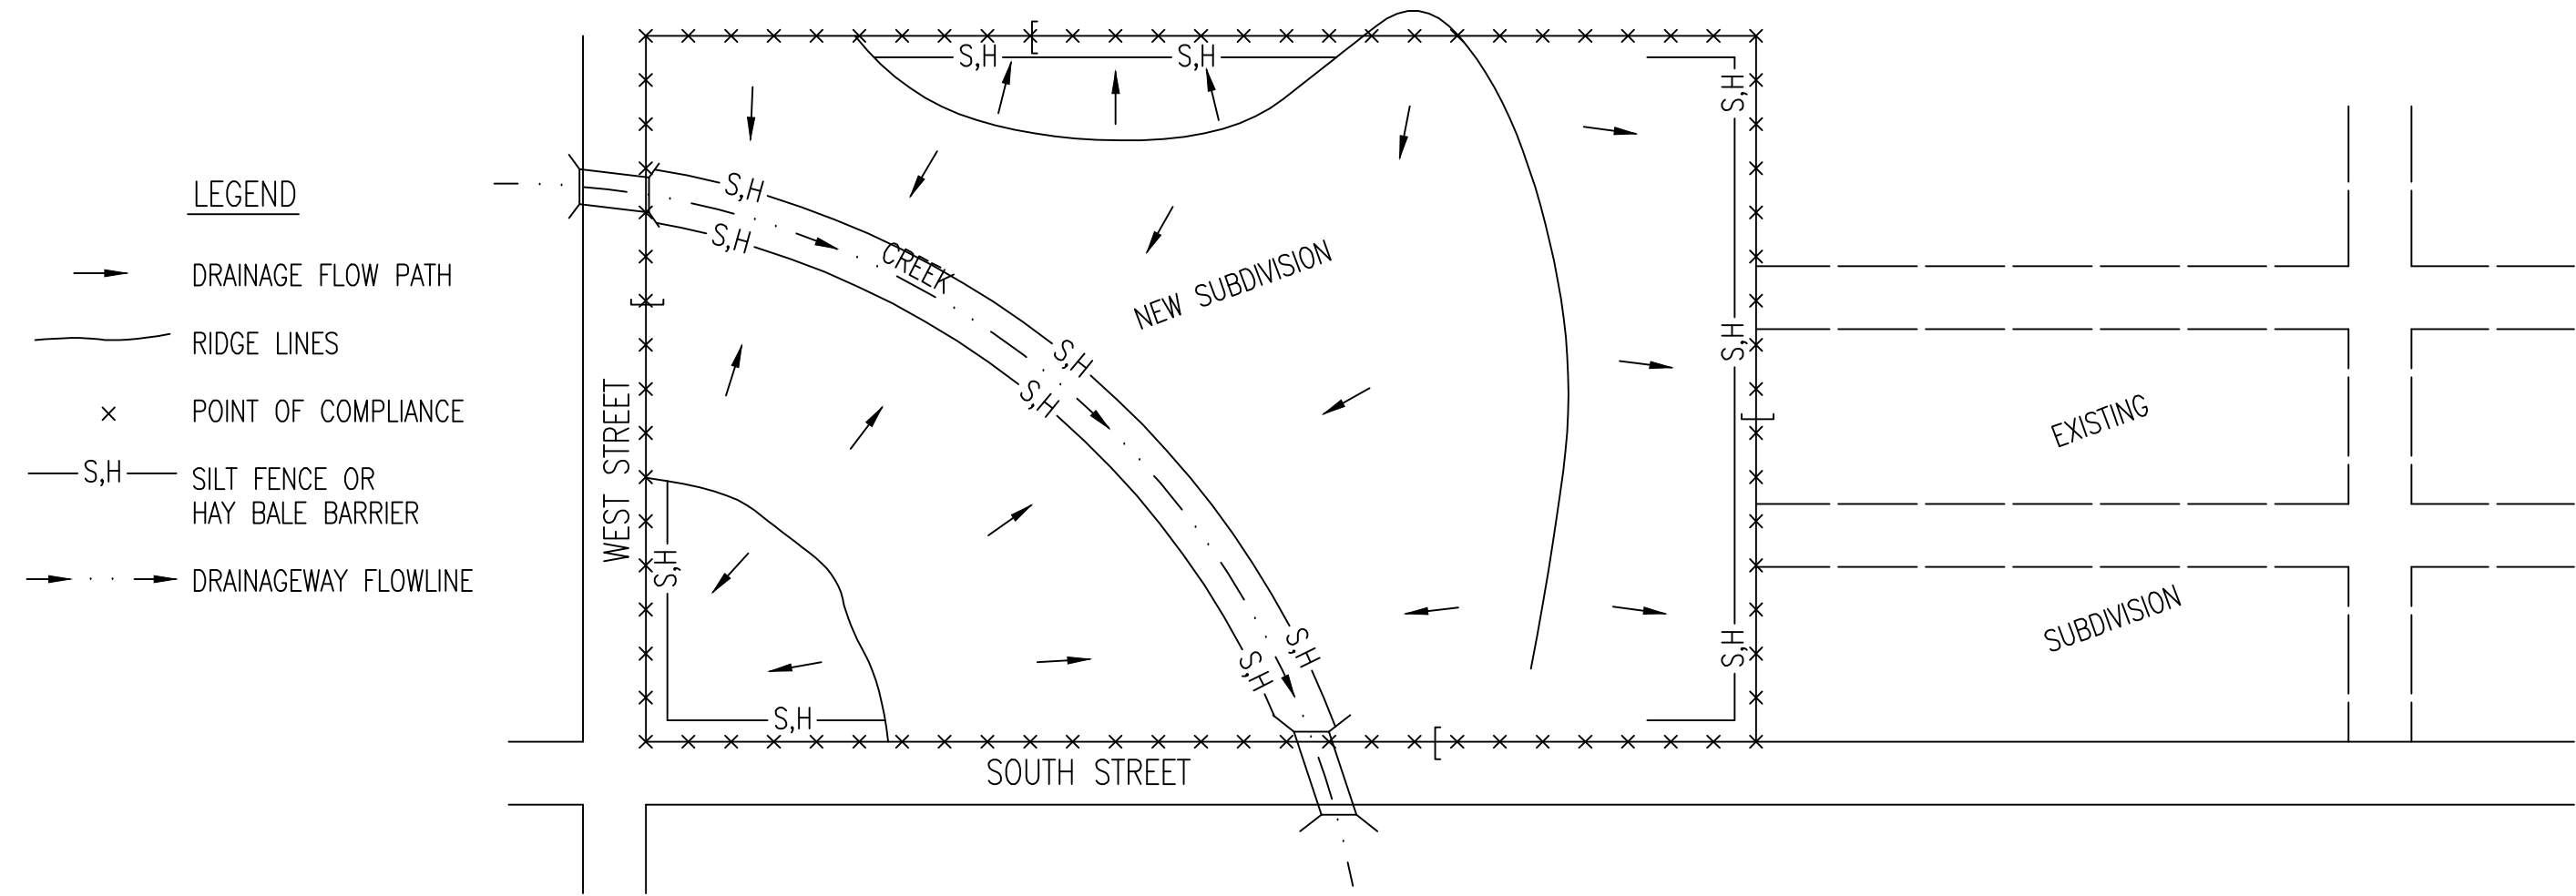 LEGEND
DRAINAGE FLOW PATH
RIDGE LINES
POINT OF COMPLIANCE
S,H
SILT FENCE OR
HAY BALE BARRIER
DRAINAGEWAY FLOWLINE
S,H
S,H
S,H
S,H
S,H
CREEK
NEW SUBDIVISION
S,H
S,H
S,H
WEST STREET
EXISTING
S,H
S,H
S,H
S,H
SUBDIVISION
S,H
SOUTH STREET